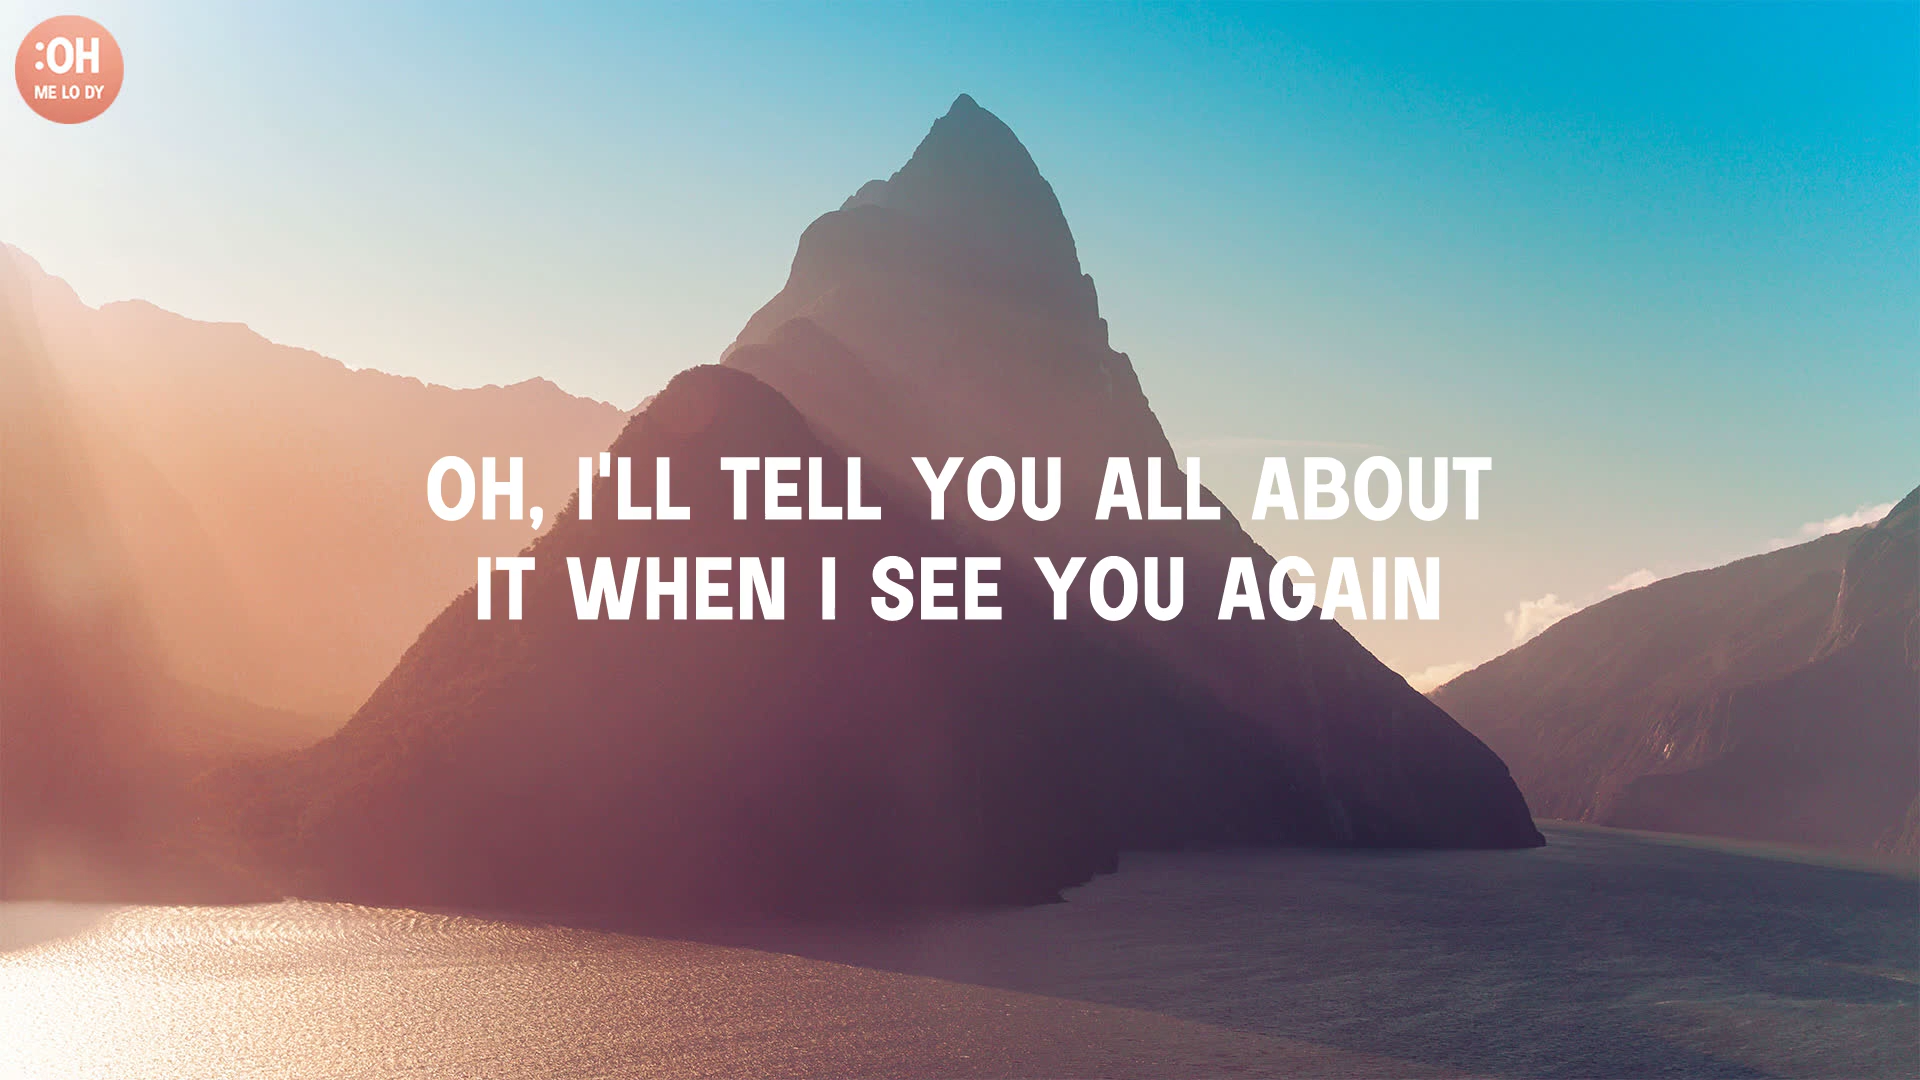 :OH
ME LO DY
OH, I'LL TELL YOU ALL ABOUT
IT WHEN I SEE YOU AGAIN